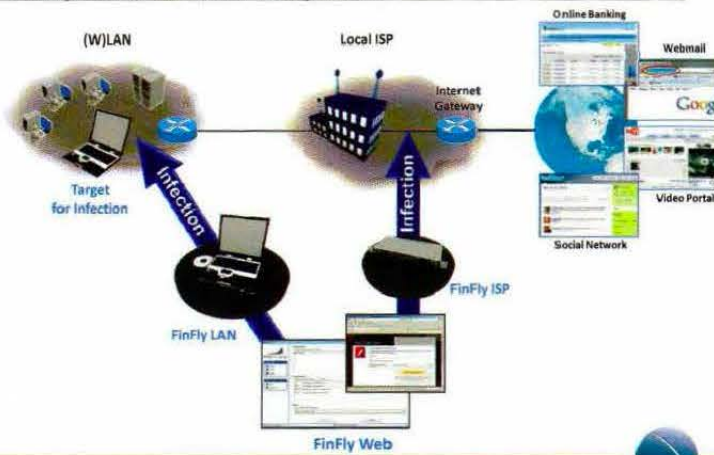 Online Banking
(W)LAN
Local ISP
Webmail
Internet
Gateway
Goog
Target
for Infection
Infection
Infection
Video Portal
Social Network
FinFly ISP
FinFly LAN
FinFly Web